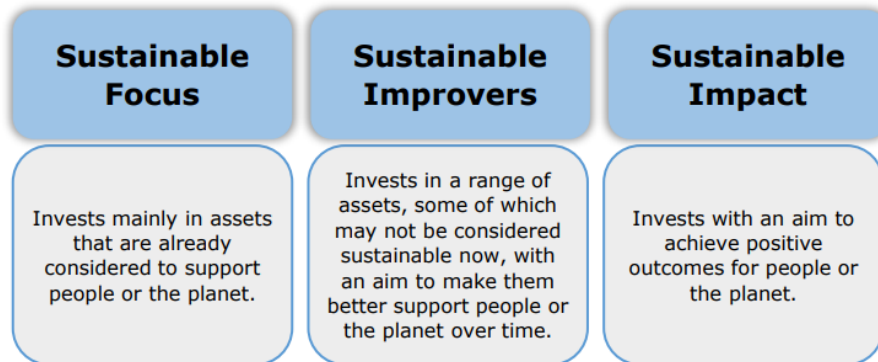 Sustainable
Focus
Invests mainly in assets
that are already
considered to support
people or the planet.
Sustainable
Improvers
Invests in a range of
assets, some of which
may not be considered
sustainable now, with
an aim to make them
better support people or
the planet over time.
Sustainable
Impact
Invests with an aim to
achieve positive
outcomes for people or
the planet.